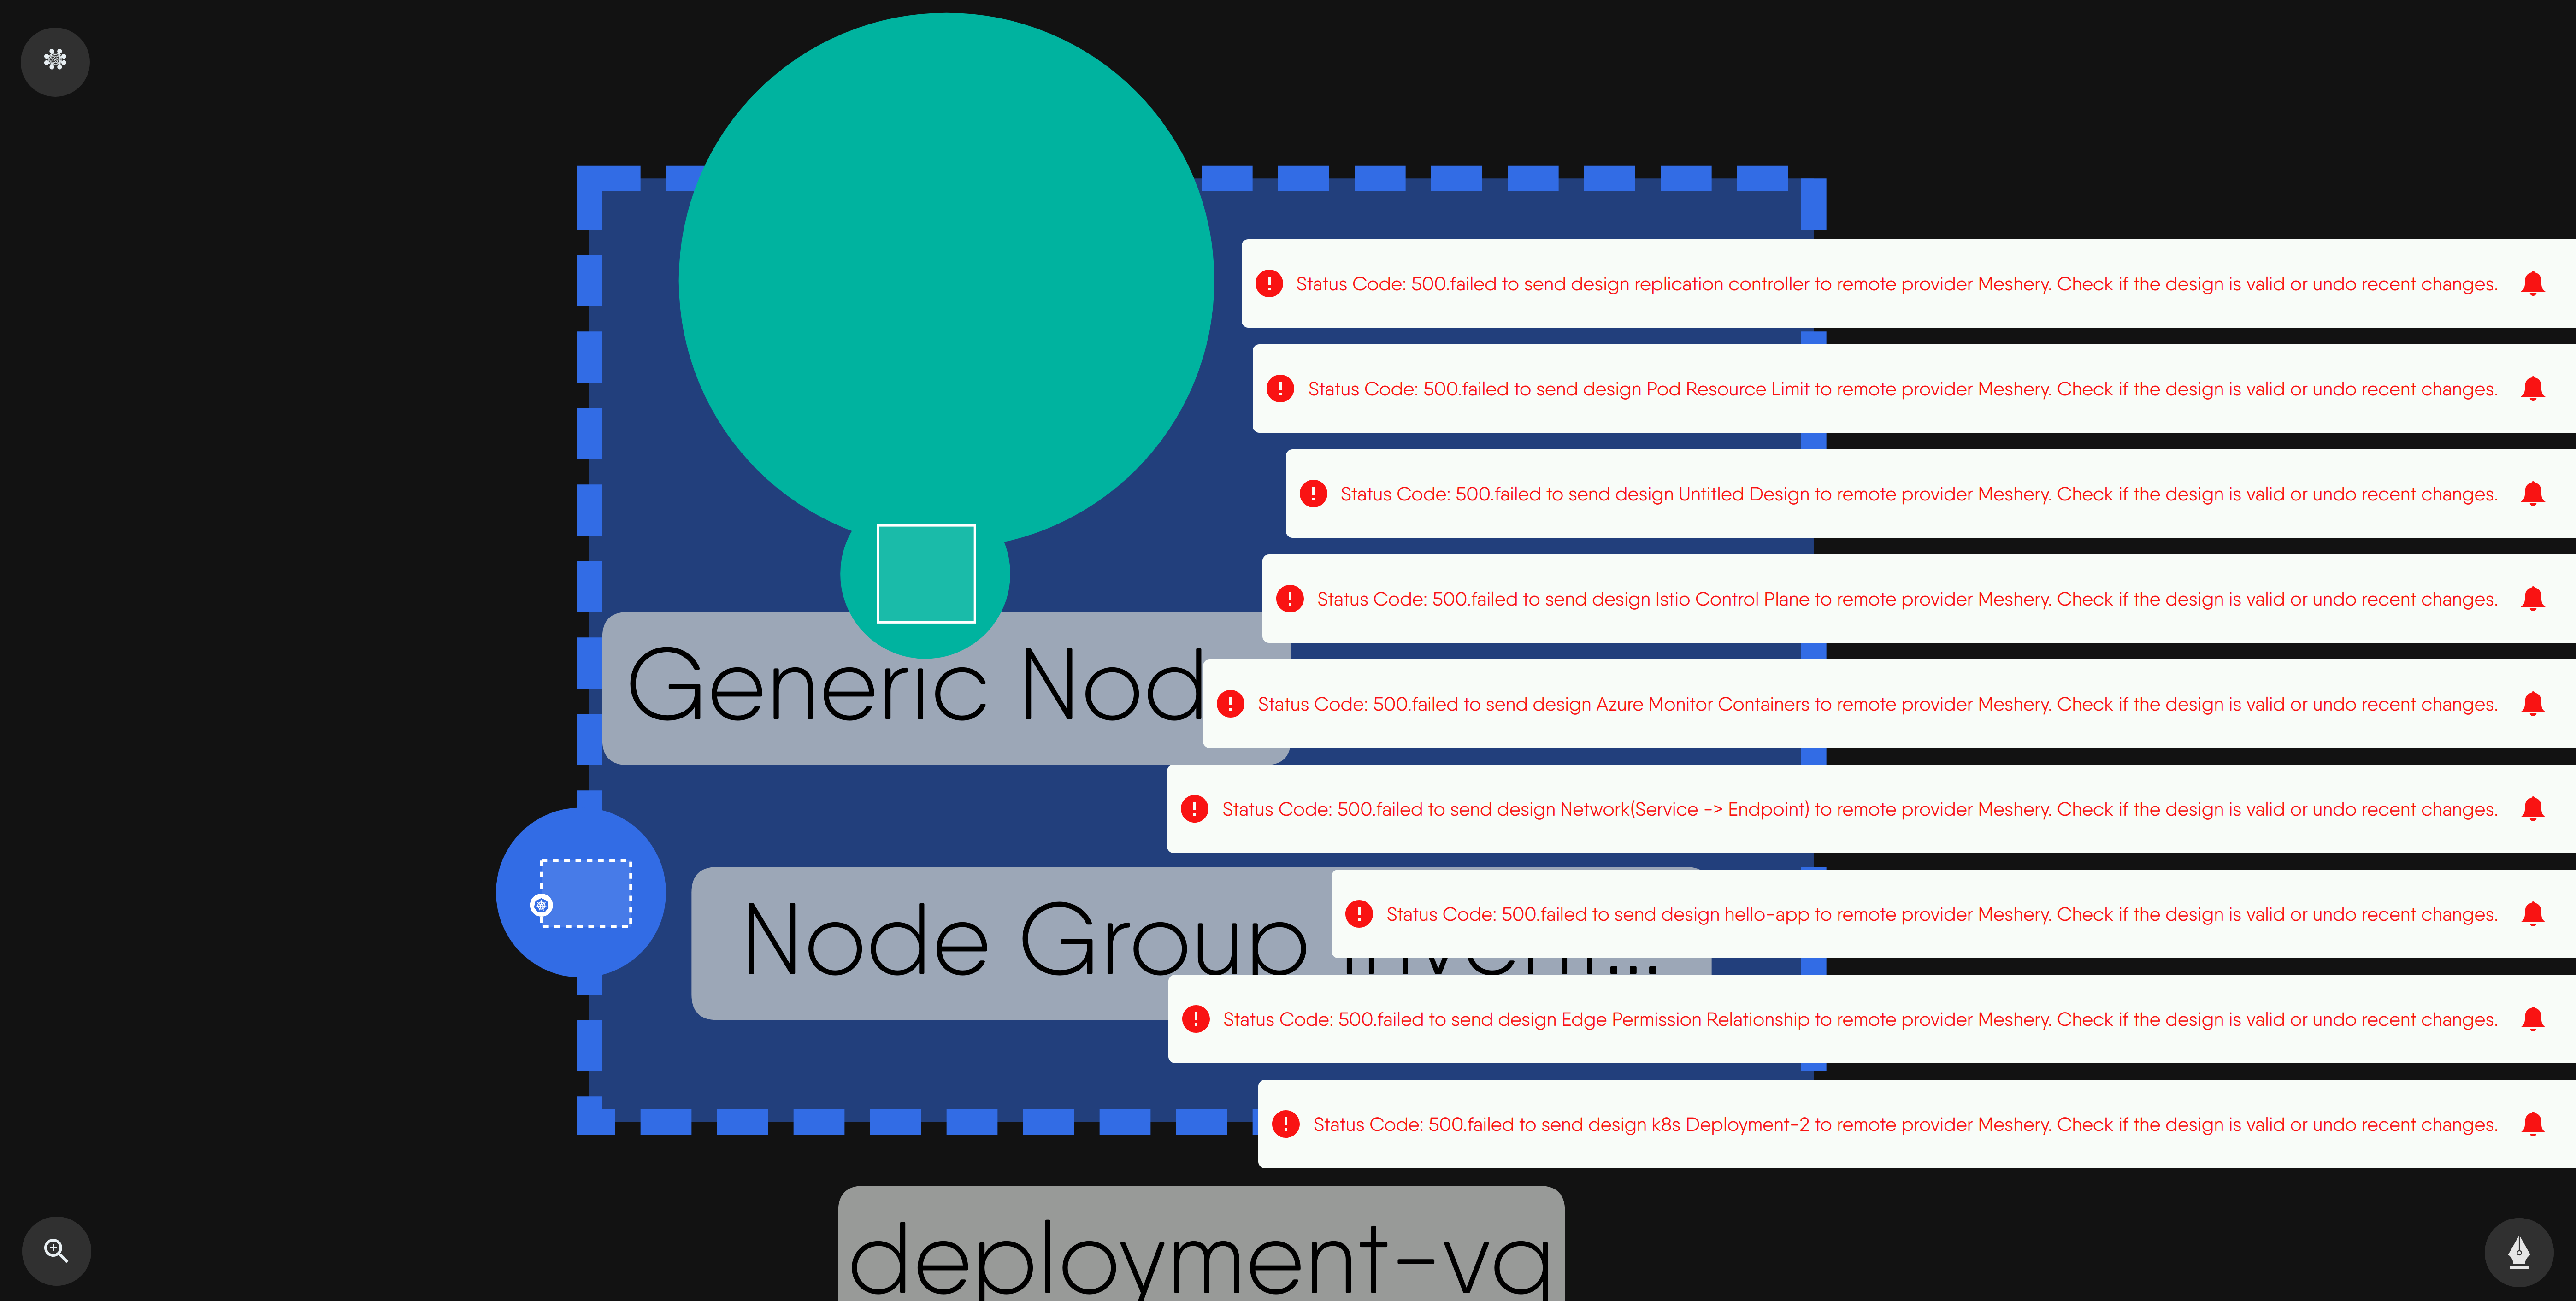 Status Code: 500.failed to send design replication controller to remote provider Meshery. Check if the design is valid or undo recent changes.
Status Code: 500.failed to send design Pod Resource Limit to remote provider Meshery. Check if the design is valid or undo recent changes.
Status Code: 500.failed to send design Untitled Design to remote provider Meshery. Check if the design is valid or undo recent changes.
Status Code: 500.failed to send design Istio Control Plane to remote provider Meshery. Check if the design is valid or undo recent changes.
Generic Nod
Status Code: 500.failed to send design Azure Monitor Containers to remote provider Meshery. Check if the design is valid or undo recent changes.
Status Code: 500.failed to send design Network(Service -> Endpoint) to remote provider Meshery. Check if the design is valid or undo recent changes.
Status Code: 500.failed to send design hello-app to remote provider Meshery. Check if the design is valid or undo recent changes.
Node Group
Status Code: 500.failed to send design Edge Permission Relationship to remote provider Meshery. Check if the design is valid or undo recent changes.
Status Code: 500.failed to send design k8s Deployment-2 to remote provider Meshery. Check if the design is valid or undo recent changes.
deployment-vq